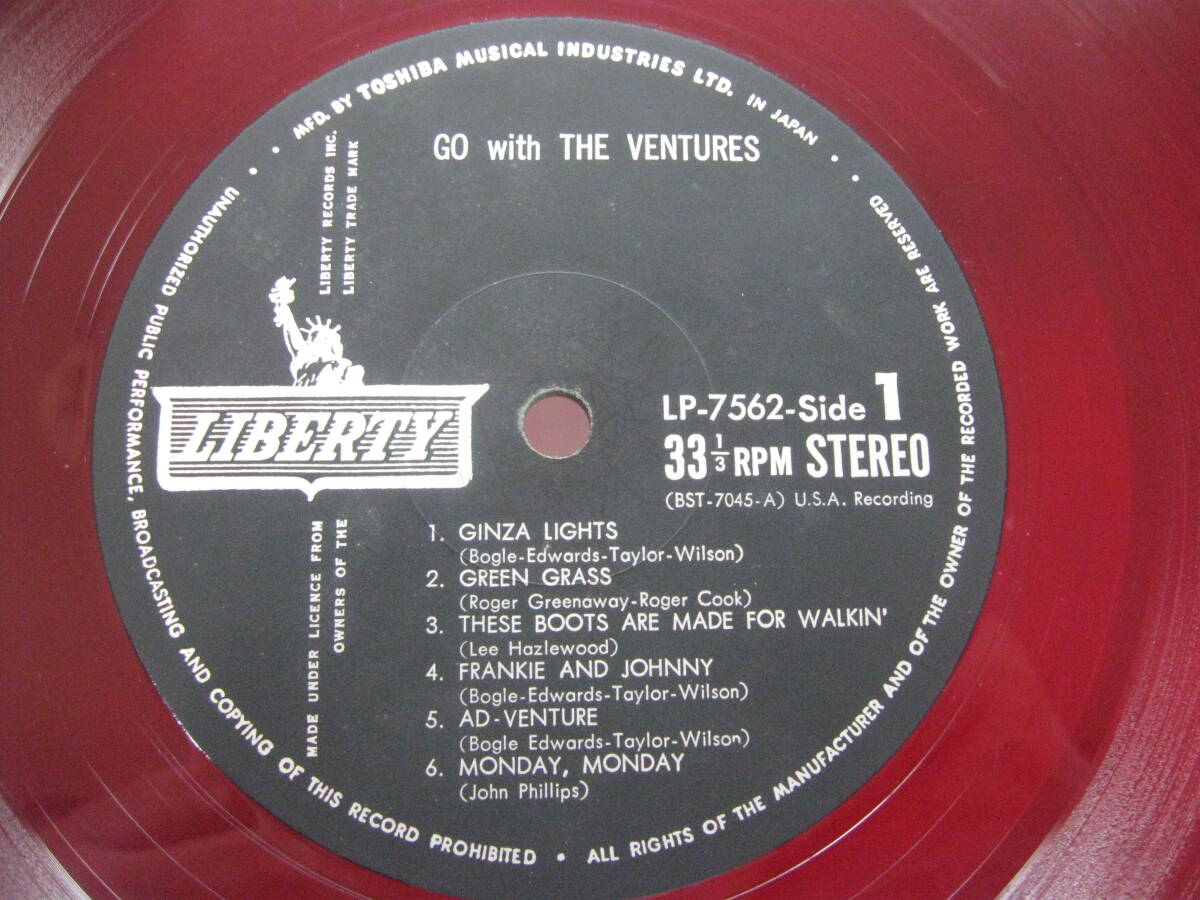 MFD. BY TOSHIBA MUSICAL INDUSTRIES LTD. IN JAPAN
GO with THE VENTURES
LIBERTY RECORDS INC.
LIBERTY TRADE MARK
LIBERTY
LP-7562-Side 1
33 1/3 RPM STEREO
(BST-7045-A) U.S.A. Recording
1. GINZA LIGHTS
(Bogle-Edwards-Taylor-Wilson)
2. GREEN GRASS
(Roger Greenaway-Roger Cook)
3. THESE BOOTS ARE MADE FOR WALKIN'
(Lee Hazlewood)
4. FRANKIE AND JOHNNY
(Bogle-Edwards-Taylor-Wilson)
5. AD-VENTURE
(Bogle Edwards-Taylor-Wilson)
6. MONDAY, MONDAY
(John Phillips)
MADE UNDER LICENCE FROM
OWNERS OF THE
UNAUTHORIZED PUBLIC PERFORMANCE, BROADCASTING AND COPYING OF THIS RECORD PROHIBITED • ALL RIGHTS OF THE MANUFACTURER AND OF THE OWNER OF THE RECORDED WORK ARE RESERVED